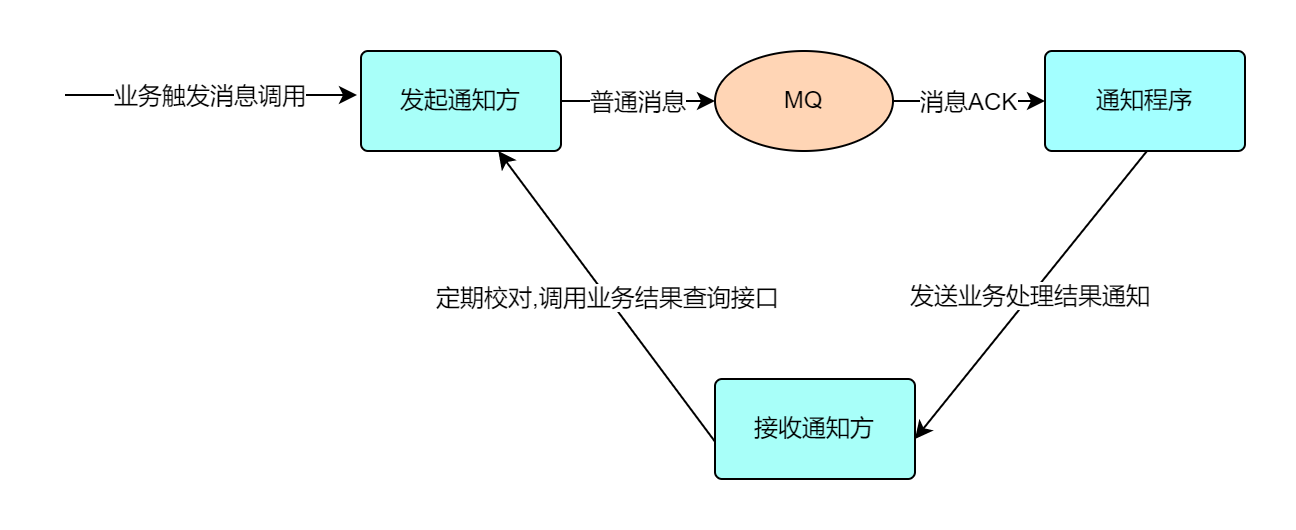 业务触发消息调用
发起通知方
普通消息
MQ
消息ACK
通知程序
定期校对,调用业务结果查询接口
发送业务处理结果通知
接收通知方